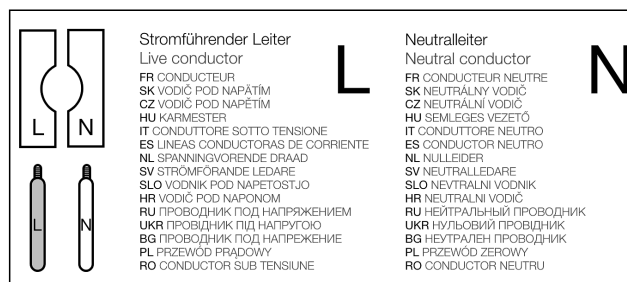 L
N
L
N
Stromführender Leiter
Live conductor
FR CONDUCTEUR
SK VODIČ POD NAPÄTÍM
CZ VODIČ POD NAPĚTÍM
HU KARMESTER
IT CONDUTTORE SOTTO TENSIONE
ES LINEAS CONDUCTORAS DE CORRIENTE
NL SPANNINGVORENDE DRAAD
SV STRÖMFÖRANDE LEDARE
SLO VODNIK POD NAPETOSTJO
HR VODIČ POD NAPONOM
RU ПРОВОДНИК ПОД НАПРЯЖЕНИЕМ
UKR ПРОВІДНИК ПІД НАПРУГОЮ
BG ПРОВОДНИК ПОД НАПРЕЖЕНИЕ
PL PRZEWÓD PRĄDOWY
RO CONDUCTOR SUB TENSIUNE
L
Neutralleiter
Neutral conductor
FR CONDUCTEUR NEUTRE
SK NEUTRÁLNY VODIČ
CZ NEUTRÁLNÍ VODIČ
HU SEMLEGES VEZETŐ
IT CONDUTTORE NEUTRO
ES CONDUCTOR NEUTRO
NL NULLEIDER
SV NEUTRALLEDARE
SLO NEVTRALNI VODNIK
HR NEUTRALNI VODIČ
RU НЕЙТРАЛЬНЫЙ ПРОВОДНИК
UKR НУЛЬОВИЙ ПРОВІДНИК
BG НЕУТРАЛЕН ПРОВОДНИК
PL PRZEWÓD ZEROWY
RO CONDUCTOR NEUTRU
N